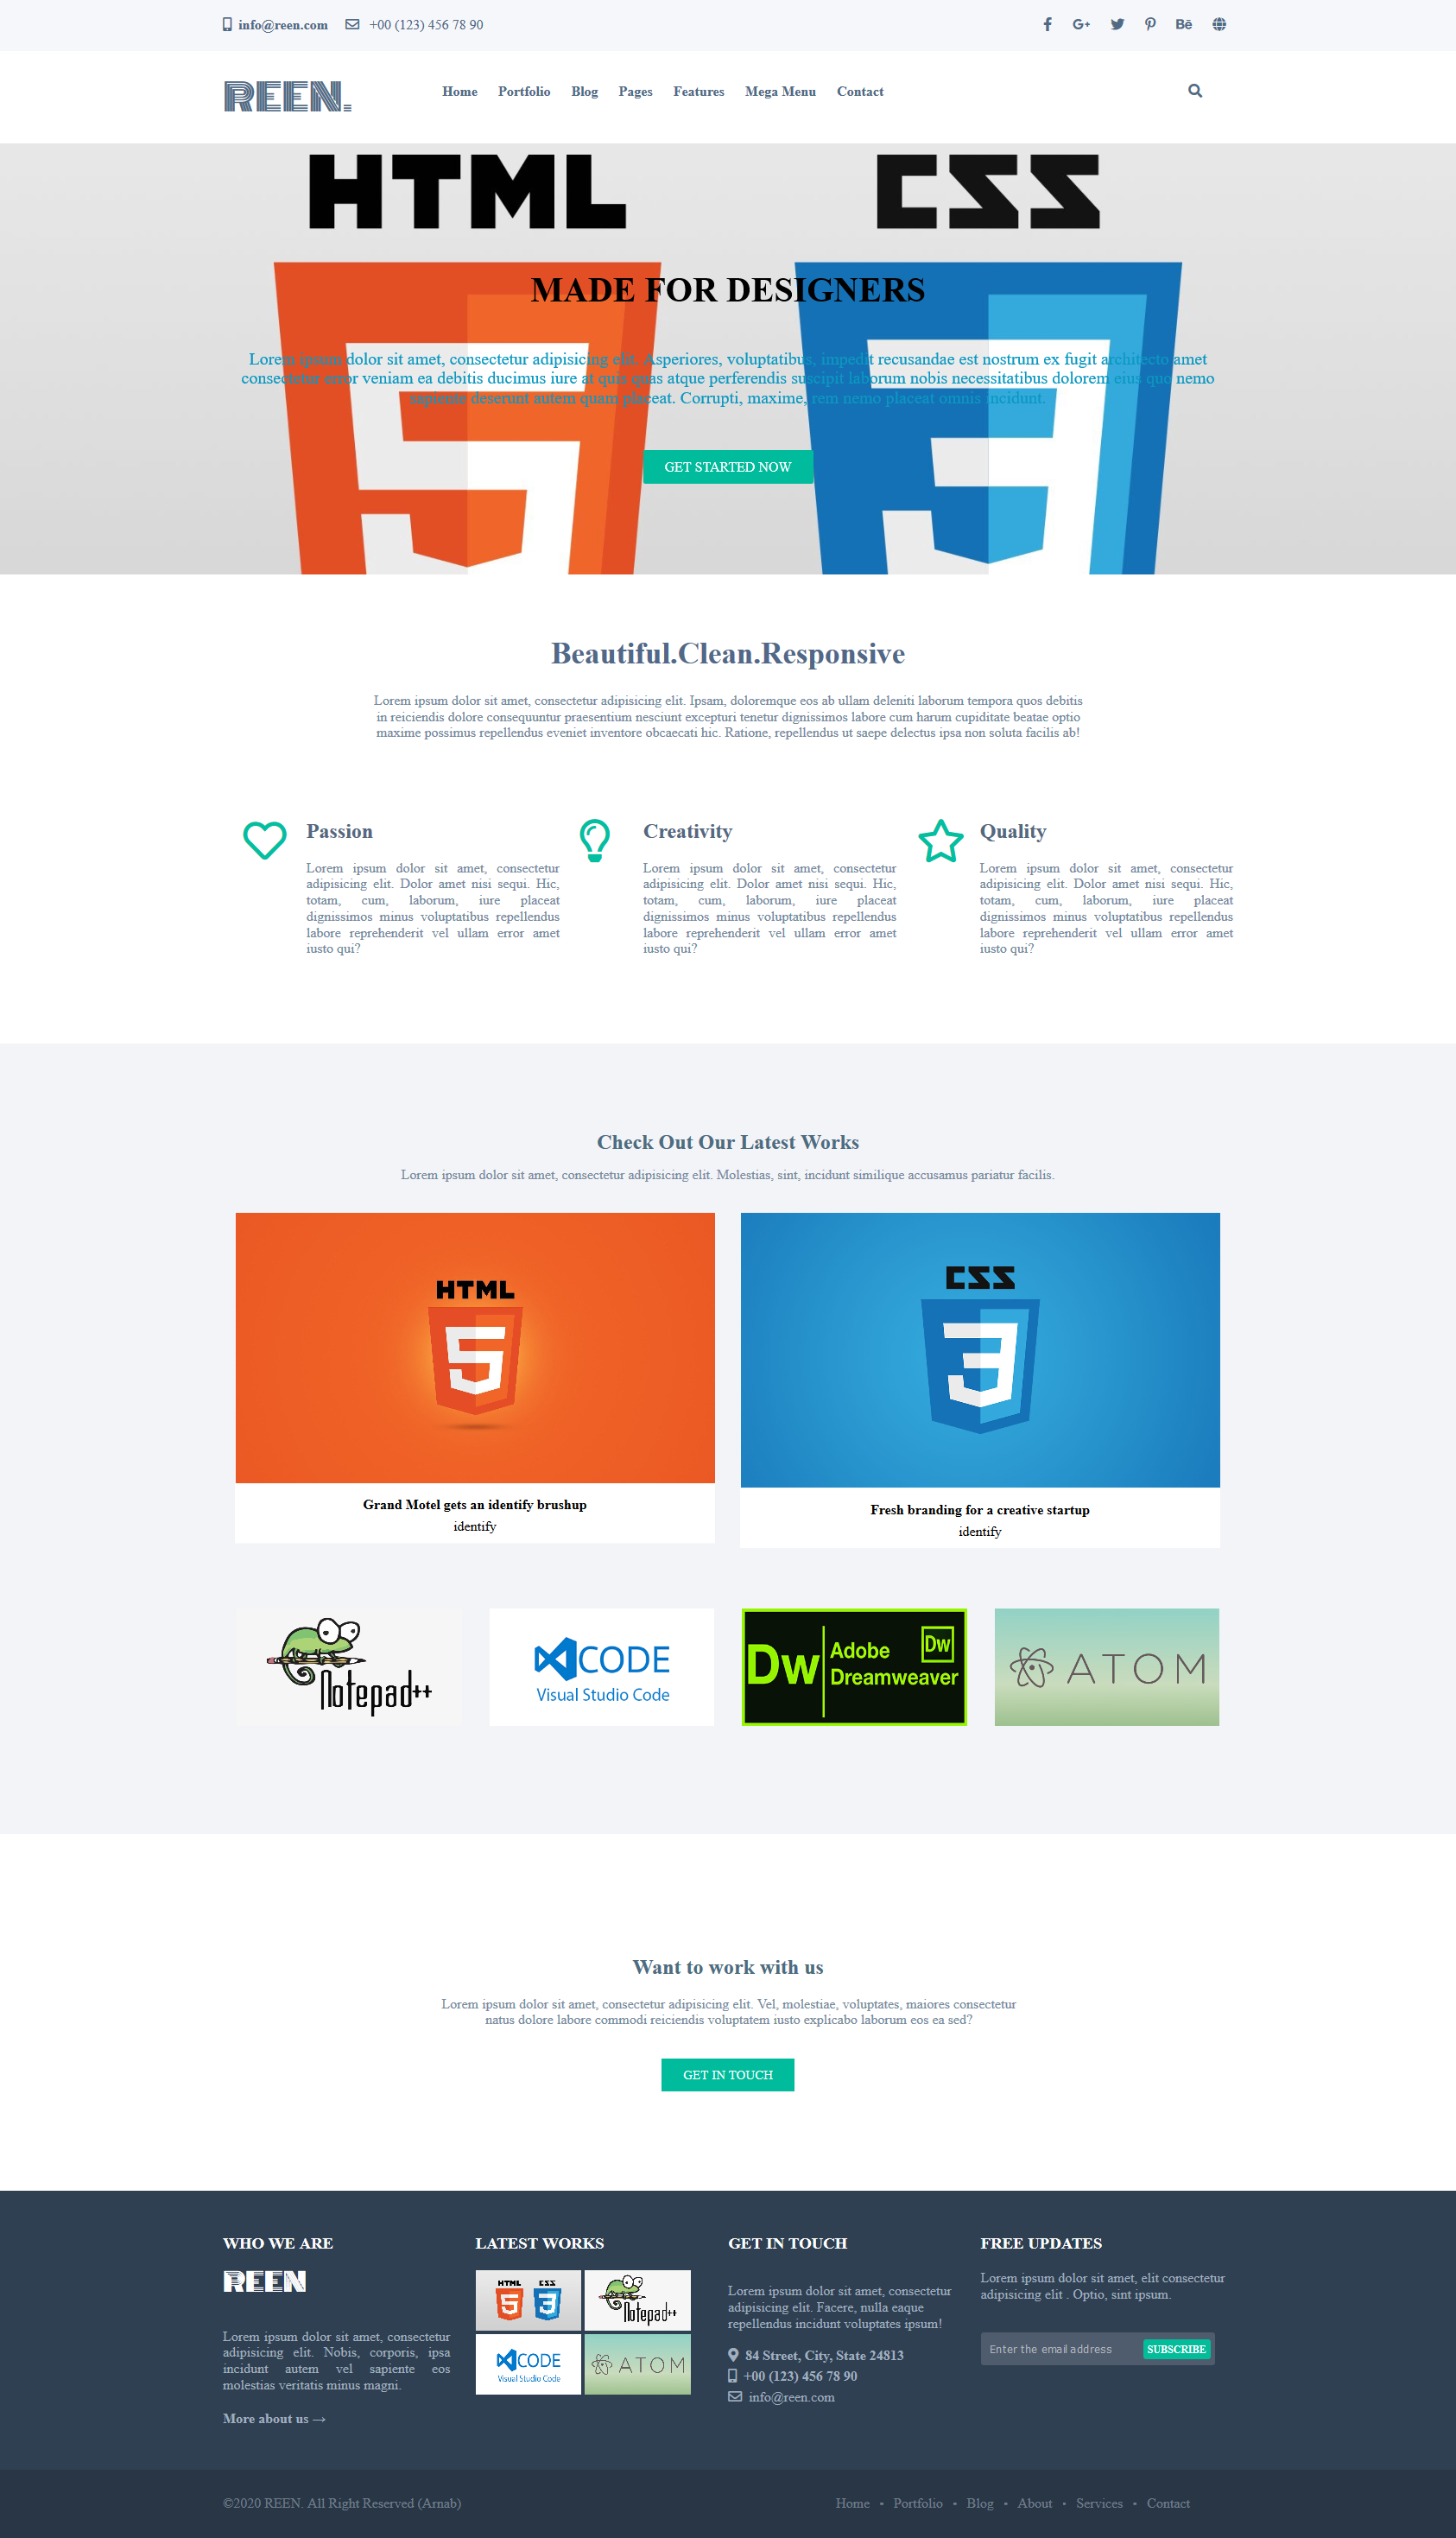 info@reen.com +00 (123) 456 78 90
REEN. Home Portfolio Blog Pages Features Mega Menu Contact
HTML CSS
MADE FOR DESIGNERS
Lorem ipsum dolor sit amet, consectetur adipisicing elit. Asperiores, voluptatibus, impedit recusandae est nostrum ex fugit architecto amet
consectetur error veniam ea debitis ducimus iure at quis quas atque perferendis suscipit laborum nobis necessitatibus dolorem eius quo nemo
sapiente deserunt autem quam placeat. Corrupti, maxime, rem nemo placeat omnis incidunt.
GET STARTED NOW
Beautiful.Clean.Responsive
Lorem ipsum dolor sit amet, consectetur adipisicing elit. Ipsam, doloremque eos ab ullam deleniti laborum tempora quos debitis
in reiciendis dolore consequuntur praesentium nesciunt excepturi tenetur dignissimos labore cum harum cupiditate beatae optio
maxime possimus repellendus eveniet inventore obcaecati hic. Ratione, repellendus ut saepe delectus ipsa non soluta facilis ab!
Passion
Lorem ipsum dolor sit amet, consectetur
adipisicing elit. Dolor amet nisi sequi. Hic,
totam, cum, laborum, iure placeat
dignissimos minus voluptatibus repellendus
labore reprehenderit vel ullam error amet
iusto qui?
Creativity
Lorem ipsum dolor sit amet, consectetur
adipisicing elit. Dolor amet nisi sequi. Hic,
totam, cum, laborum, iure placeat
dignissimos minus voluptatibus repellendus
labore reprehenderit vel ullam error amet
iusto qui?
Quality
Lorem ipsum dolor sit amet, consectetur
adipisicing elit. Dolor amet nisi sequi. Hic,
totam, cum, laborum, iure placeat
dignissimos minus voluptatibus repellendus
labore reprehenderit vel ullam error amet
iusto qui?
Check Out Our Latest Works
Lorem ipsum dolor sit amet, consectetur adipisicing elit. Molestias, sint, incidunt similique accusamus pariatur facilis.
HTML
5
Grand Motel gets an identify brushup
identify
CSS
3
Fresh branding for a creative startup
identify
Notepad++
CODE
Visual Studio Code
Dw Adobe Dw
Dreamweaver
ATOM
Want to work with us
Lorem ipsum dolor sit amet, consectetur adipisicing elit. Vel, molestiae, voluptates, maiores consectetur
natus dolore labore commodi reiciendis voluptatem iusto explicabo laborum eos ea sed?
GET IN TOUCH
WHO WE ARE
REEN
Lorem ipsum dolor sit amet, consectetur
adipisicing elit. Nobis, corporis, ipsa
incidunt autem vel sapiente eos
molestias veritatis minus magni.
More about us →
LATEST WORKS
HTML CSS
5 3
Notepad++
CODE
Visual Studio Code
ATOM
GET IN TOUCH
Lorem ipsum dolor sit amet, consectetur
adipisicing elit. Facere, nulla eaque
repellendus incidunt voluptates ipsum!
84 Street, City, State 24813
+00 (123) 456 78 90
info@reen.com
FREE UPDATES
Lorem ipsum dolor sit amet, elit consectetur
adipisicing elit . Optio, sint ipsum.
Enter the email address SUBSCRIBE
©2020 REEN. All Right Reserved (Arnab)
Home • Portfolio • Blog • About • Services • Contact